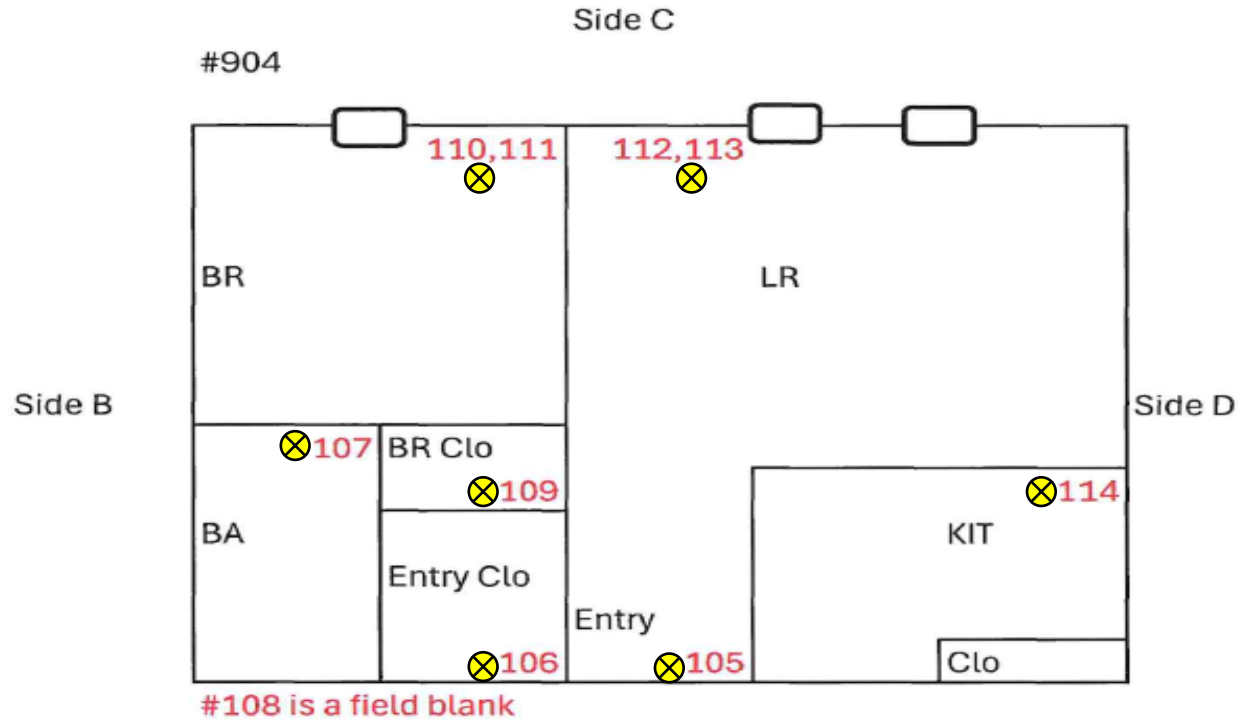 Side C
#904
110,111
112,113
BR
LR
Side B
Side D
107
BR Clo
109
114
BA
KIT
Entry Clo
Entry
106
105
Clo
#108 is a field blank